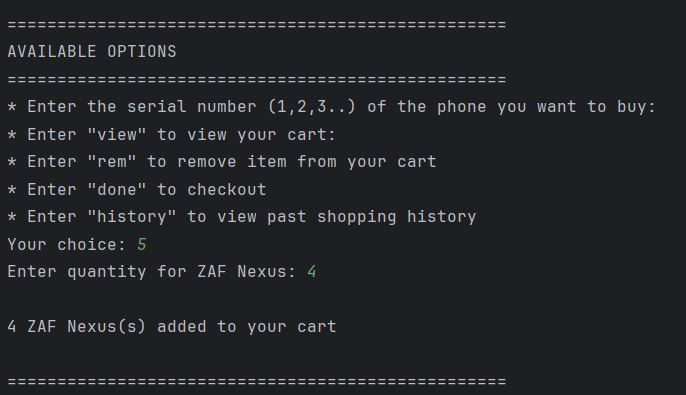 ==================================================
AVAILABLE OPTIONS
==================================================
* Enter the serial number (1,2,3..) of the phone you want to buy:
* Enter "view" to view your cart:
* Enter "rem" to remove item from your cart
* Enter "done" to checkout
* Enter "history" to view past shopping history
Your choice: 5
Enter quantity for ZAF Nexus: 4
4 ZAF Nexus(s) added to your cart
==================================================